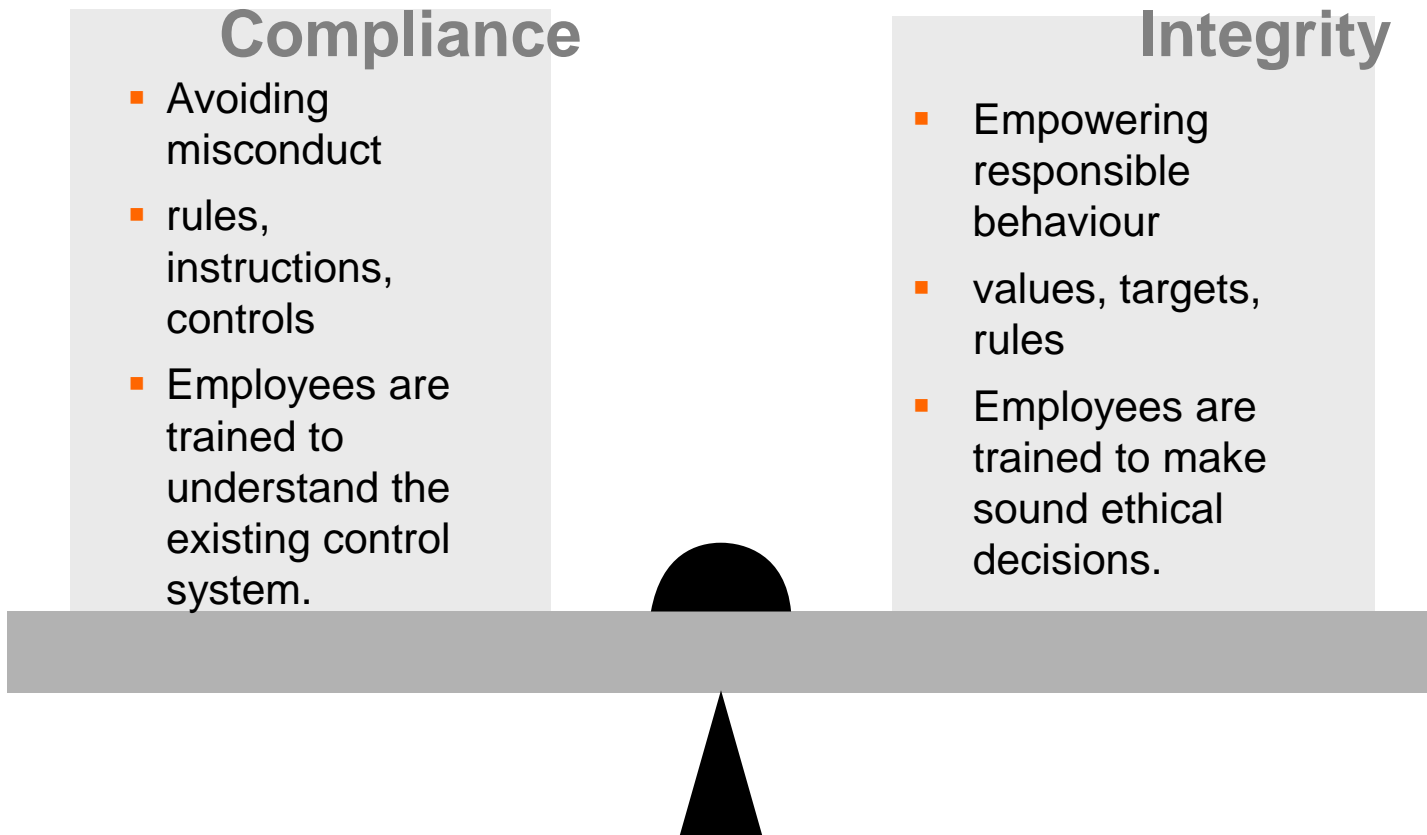 Compliance
▪ Avoiding
misconduct
▪ rules,
instructions,
controls
▪ Employees are
trained to
understand the
existing control
system.
Integrity
▪ Empowering
responsible
behaviour
▪ values, targets,
rules
▪ Employees are
trained to make
sound ethical
decisions.